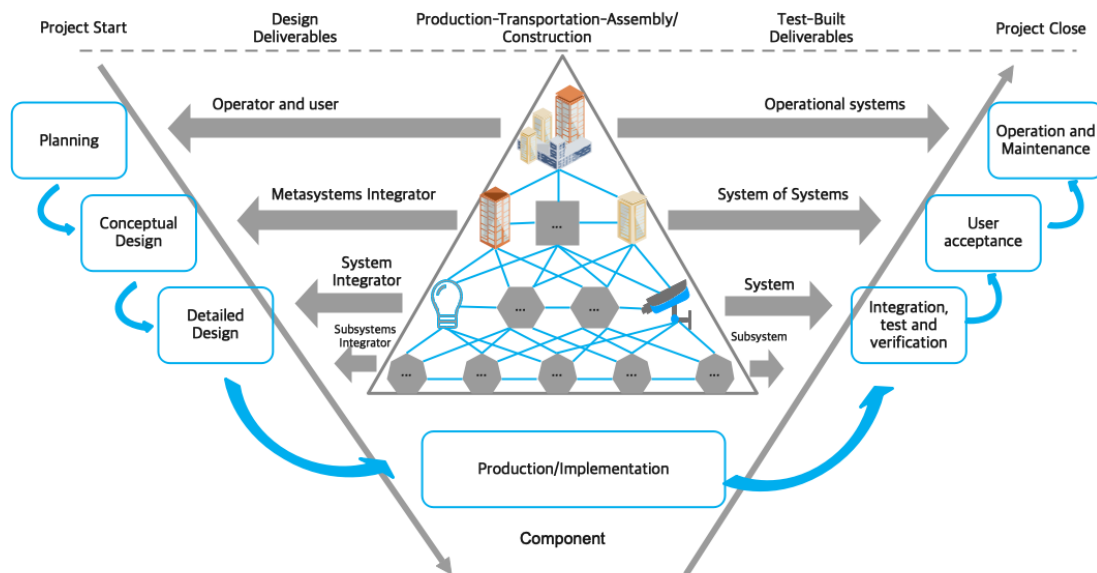 Project Start
Design
Deliverables
Production-Transportation-Assembly/
Construction
Test-Built
Deliverables
Project Close
Operator and user
Operational systems
Planning
Operation and
Maintenance
Metasystems Integrator
System of Systems
Conceptual
Design
...
User
acceptance
System
Integrator
System
Detailed
Design
...
...
Integration,
test and
verification
Subsystems
Integrator
Subsystem
...
...
...
...
...
Production/Implementation
Component